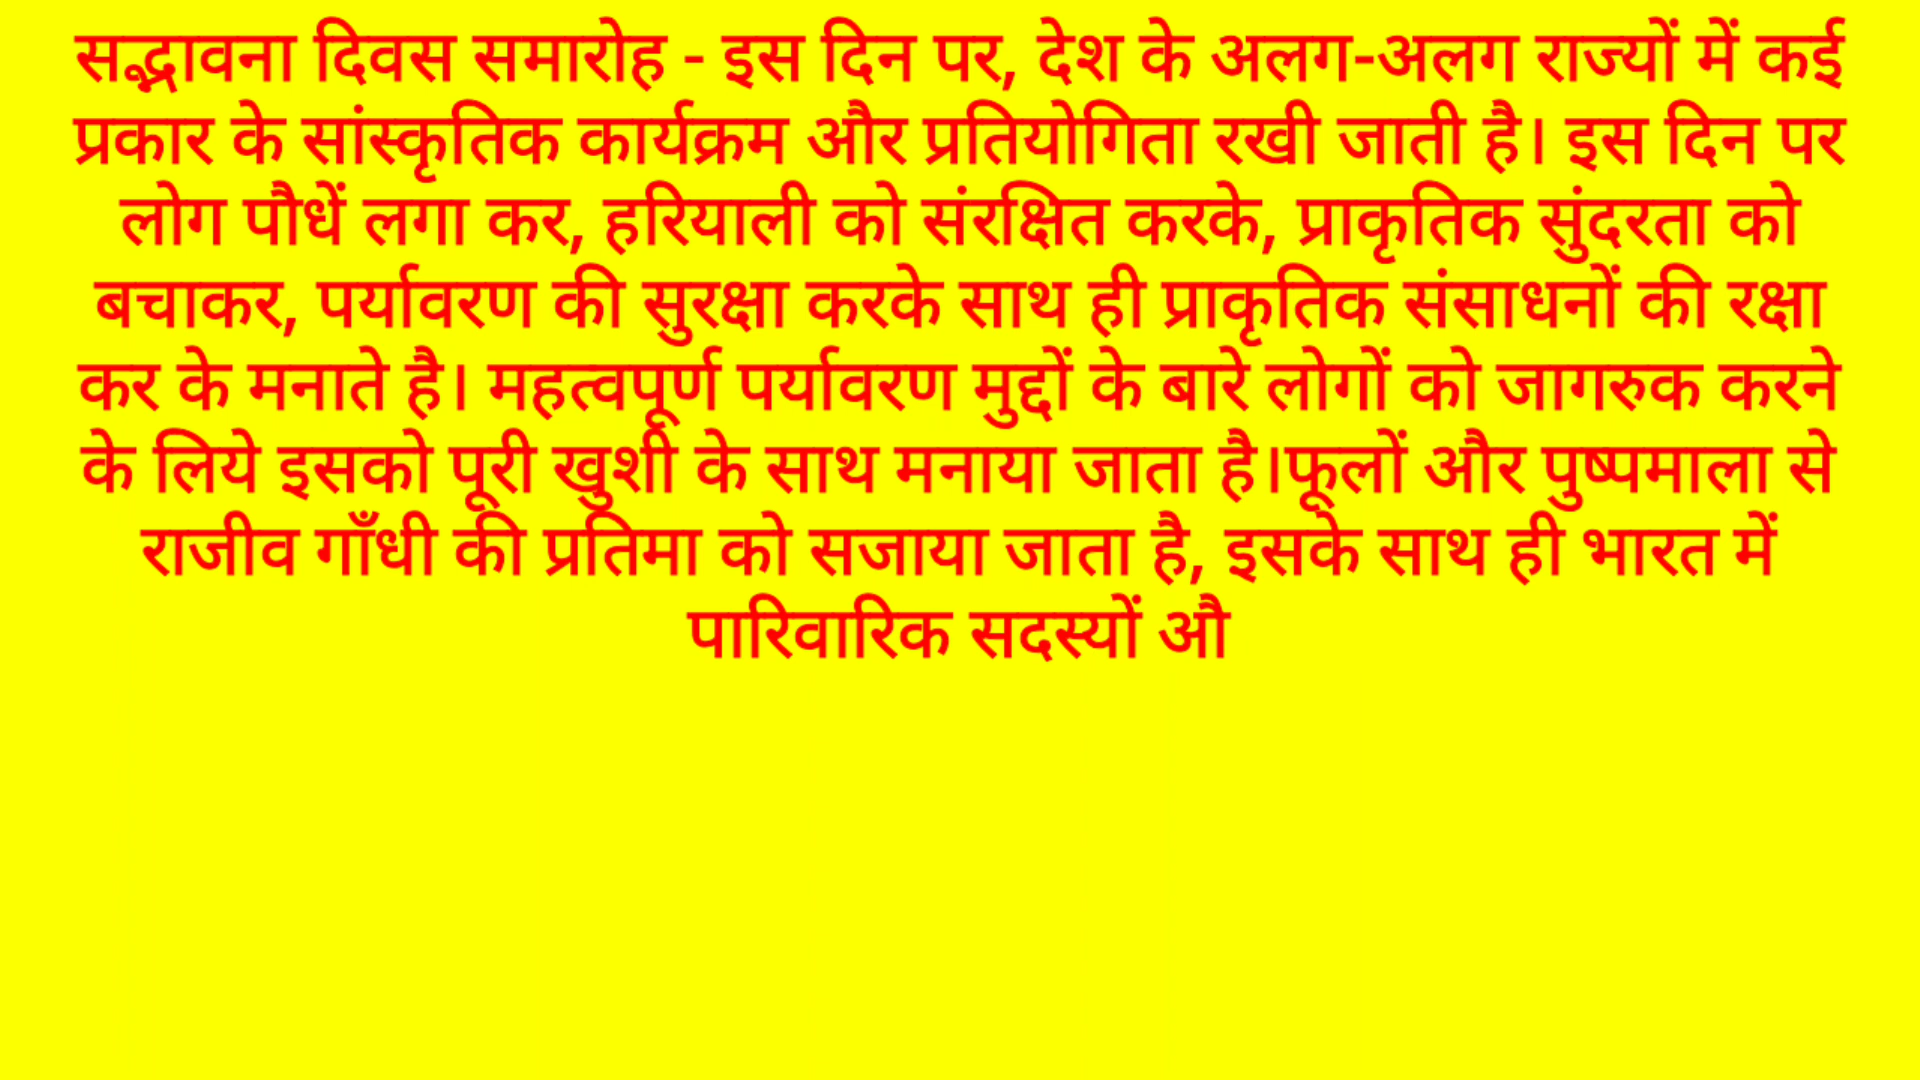 सद्भावना दिवस समारोह - इस दिन पर, देश के अलग-अलग राज्यों में कई
प्रकार के सांस्कृतिक कार्यक्रम और प्रतियोगिता रखी जाती है। इस दिन पर
लोग पौधें लगा कर, हरियाली को संरक्षित करके, प्राकृतिक सुंदरता को
बचाकर, पर्यावरण की सुरक्षा करके साथ ही प्राकृतिक संसाधनों की रक्षा
कर के मनाते है। महत्वपूर्ण पर्यावरण मुद्दों के बारे लोगों को जागरुक करने
के लिये इसको पूरी खुशी के साथ मनाया जाता है।फूलों और पुष्पमाला से
राजीव गाँधी की प्रतिमा को सजाया जाता है, इसके साथ ही भारत में
पारिवारिक सदस्यों औ